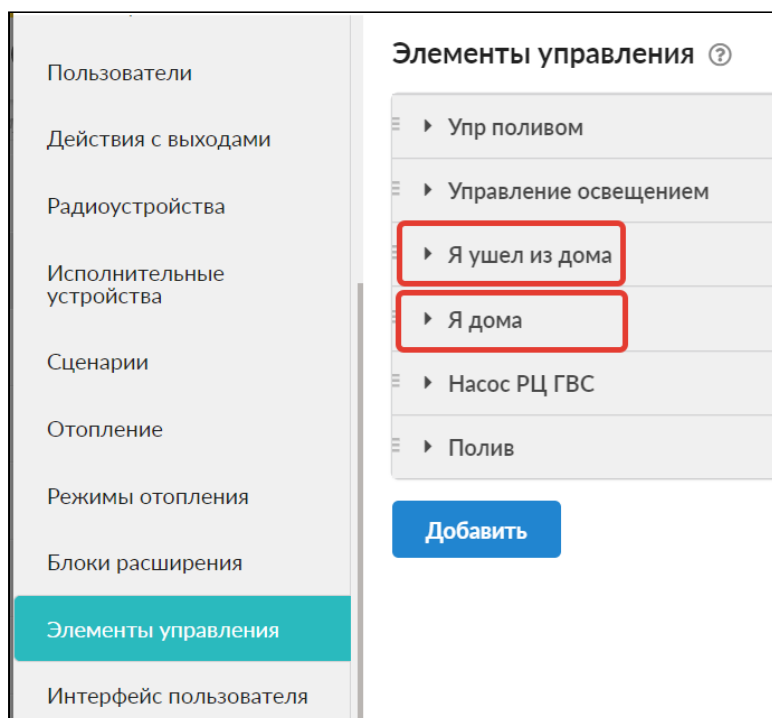 Пользователи
Действия с выходами
Радиоустройства
Исполнительные
устройства
Сценарии
Отопление
Режимы отопления
Блоки расширения
Элементы управления
Интерфейс пользователя
Элементы управления ?
Упр поливом
Управление освещением
Я ушел из дома
Я дома
Насос РЦ ГВС
Полив
Добавить